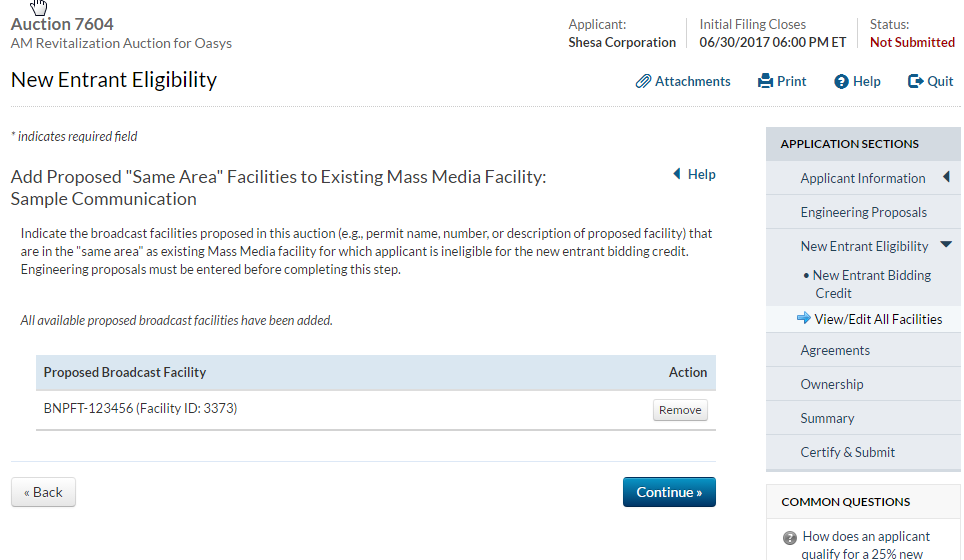 Auction 7604
AM Revitalization Auction for Oasys
Applicant:
Shesa Corporation
Initial Filing Closes
06/30/2017 06:00 PM ET
Status:
Not Submitted
New Entrant Eligibility
Attachments
Print
Help
Quit
* indicates required field
Add Proposed "Same Area" Facilities to Existing Mass Media Facility:
Sample Communication
Help
Indicate the broadcast facilities proposed in this auction (e.g., permit name, number, or description of proposed facility) that
are in the "same area" as existing Mass Media facility for which applicant is ineligible for the new entrant bidding credit.
Engineering proposals must be entered before completing this step.
All available proposed broadcast facilities have been added.
Proposed Broadcast Facility Action
BNPFT-123456 (Facility ID: 3373) Remove
« Back
Continue »
APPLICATION SECTIONS
Applicant Information
Engineering Proposals
New Entrant Eligibility
• New Entrant Bidding
Credit
View/Edit All Facilities
Agreements
Ownership
Summary
Certify & Submit
COMMON QUESTIONS
How does an applicant
qualify for a 25% new